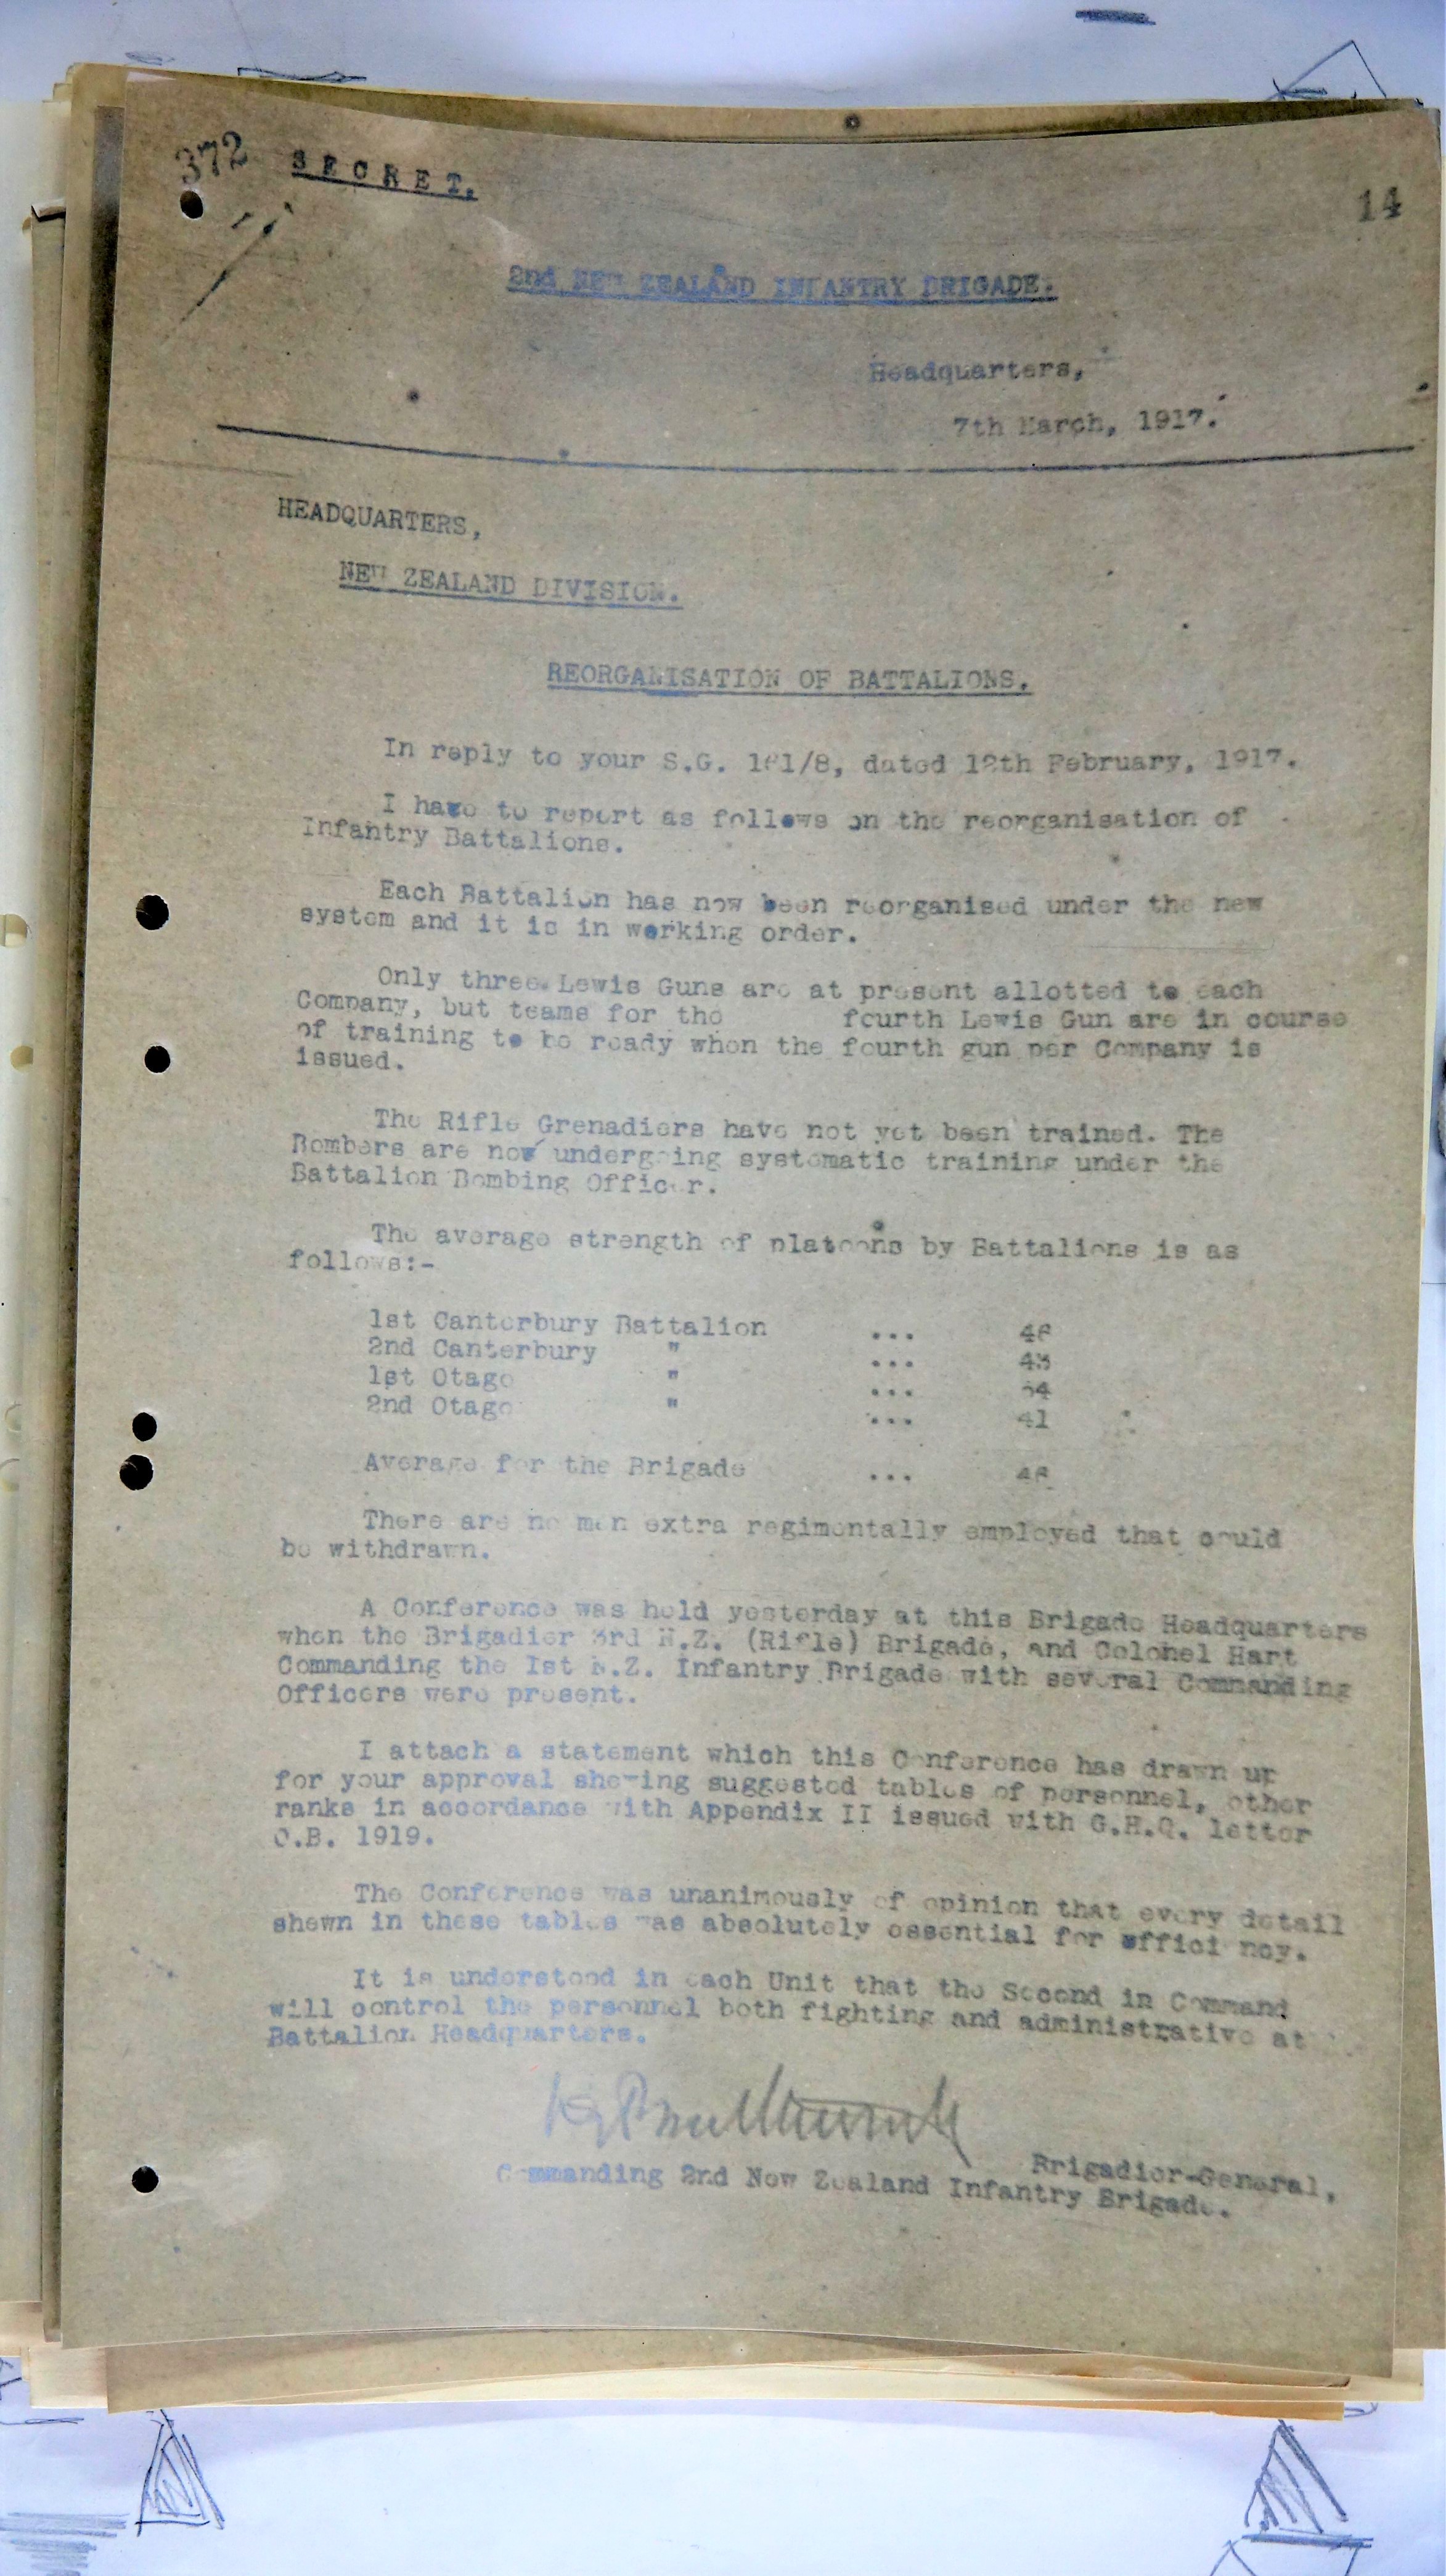 372 SECRET.
14
2nd NEW ZEALAND INFANTRY BRIGADE.
Headquarters,
7th March, 1917.
HEADQUARTERS,
NEW ZEALAND DIVISION.
REORGANISATION OF BATTALIONS.
In reply to your S.G. dated 12th February, 1917.
I have to report as follows on the reorganisation of
Infantry Battalions.
Each Battalion has now been reorganised under the new
system and it is in working order.
Only three Lewis Guns are at present allotted to each
Company, but teams for the fourth Lewis Gun are in course
of training to be ready when the fourth gun per Company is
issued.
The Rifle Grenadiers have not yet been trained. The
Bombers are now undergoing systematic training under the
Battalion Bombing Officer.
The average strength of platoons by Battalions is as
follows:-
1st Canterbury Battalion ...
2nd Canterbury " ... 43
1st Otago " ...
2nd Otago " ... 41
Average for the Brigade ...
There are no men extra regimentally employed that could
be withdrawn.
A Conference was held yesterday at this Brigade Headquarters
when the Brigadier 3rd N.Z. (Rifle) Brigade, and Colonel Hart
Commanding the Ist N.Z. Infantry Brigade with several Commanding
Officers were present.
I attach a statement which this Conference has drawn up
for your approval shewing suggested tables of personnel, other
ranks in accordance with Appendix II issued with G.H.Q. letter
O.B. 1919.
The Conference was unanimously of opinion that every detail
shewn in these tables was absolutely essential for efficiency.
It is understood in each Unit that the Second in Command
will control the personnel both fighting and administrative at
Battalion Headquarters.
Brigadier-General,
Commanding 2nd New Zealand Infantry Brigade.